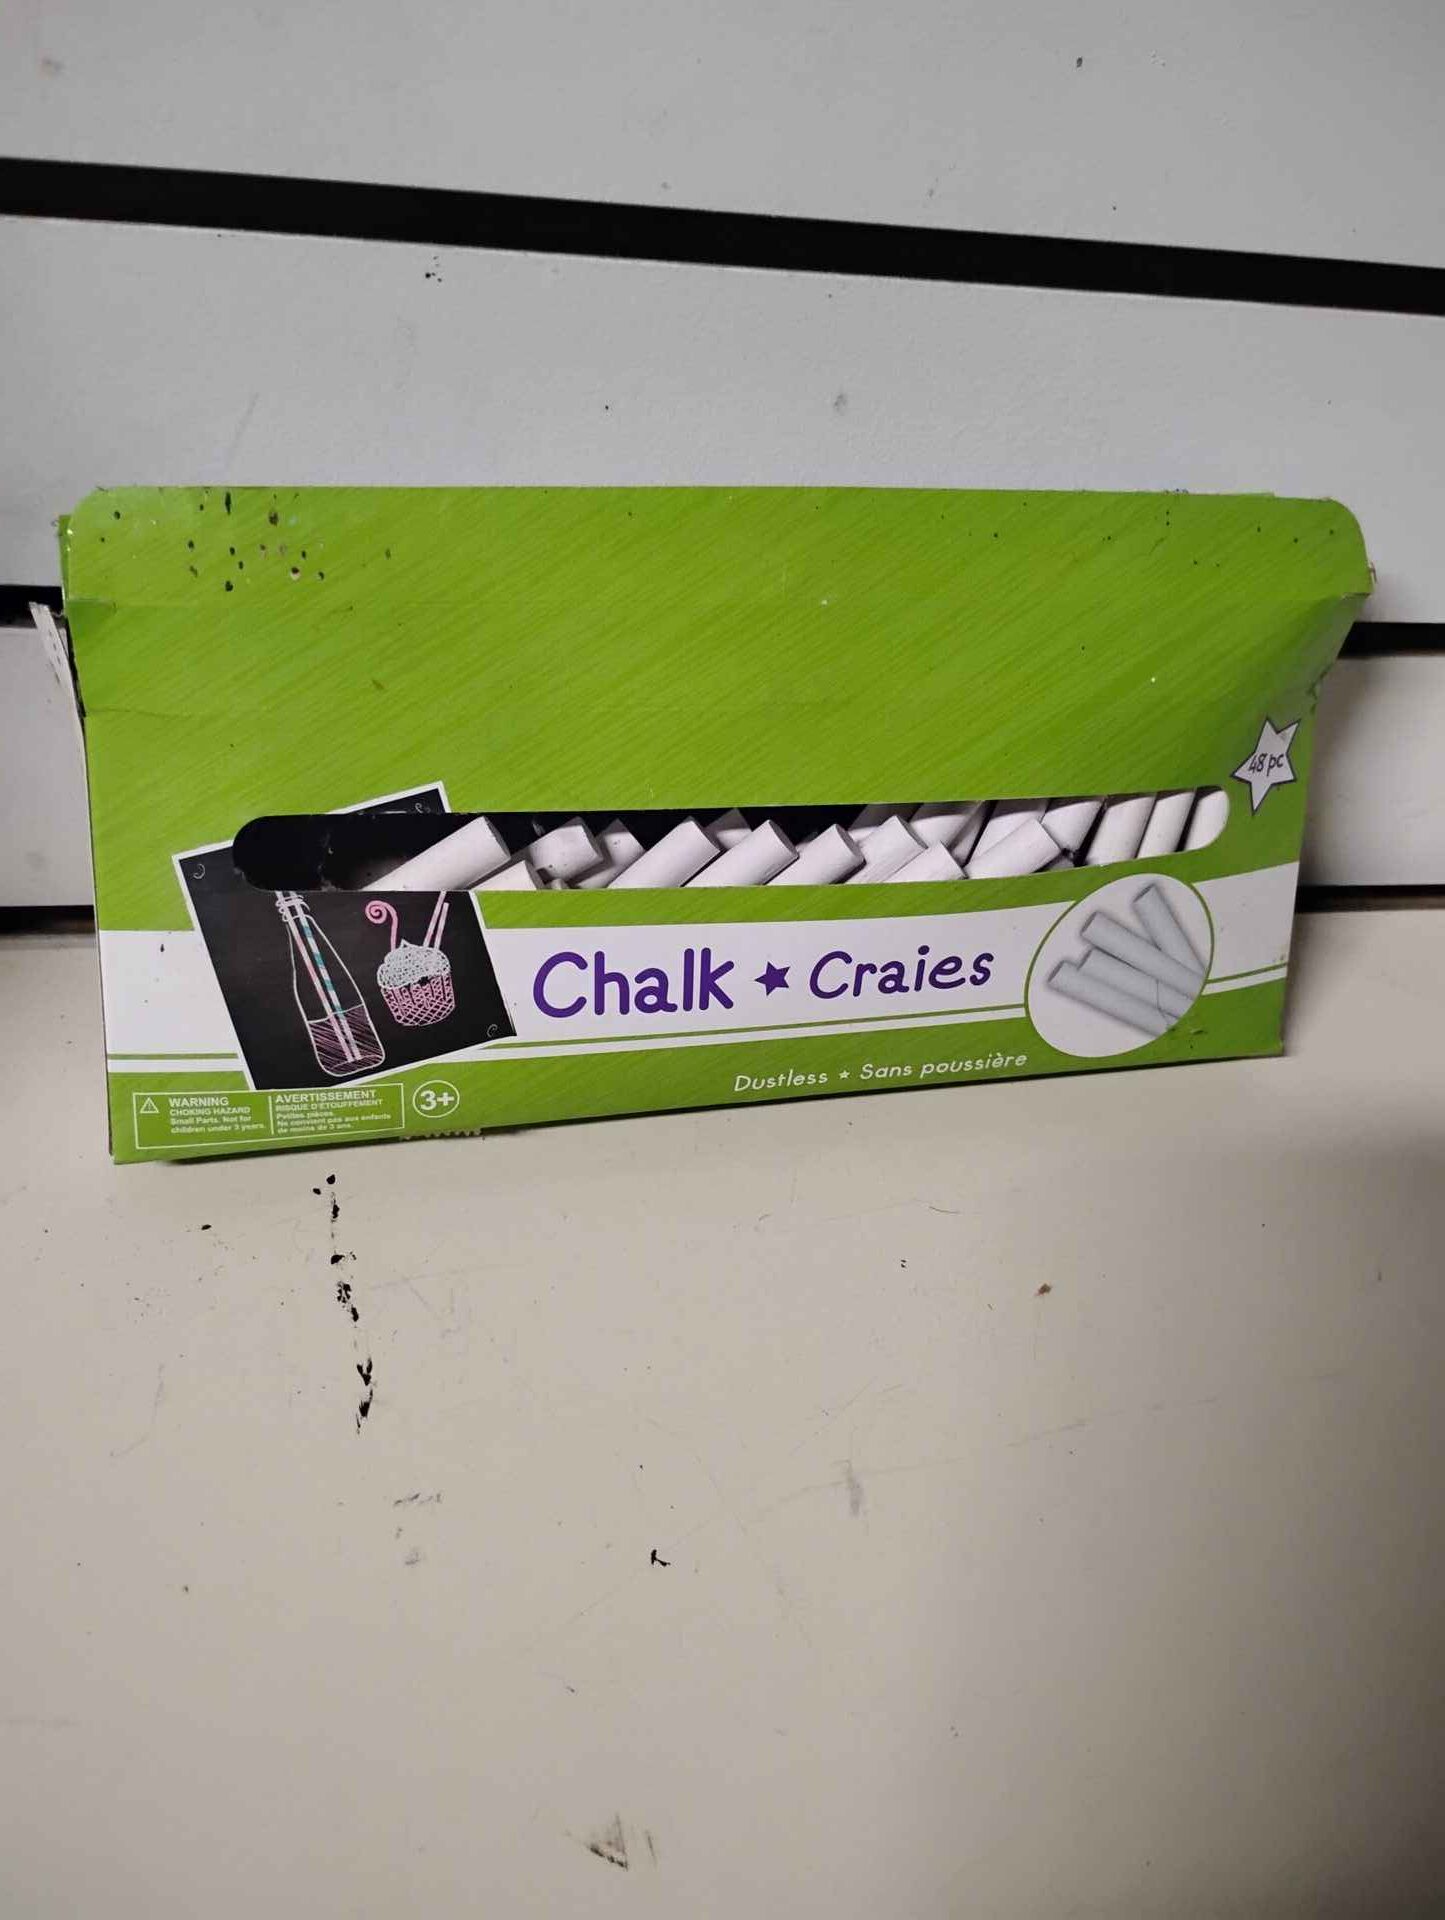 48 pc
Chalk ★ Craies
Dustless ★ Sans poussière
WARNING
CHOKING HAZARD
Small Parts. Not for
children under 3 years.
AVERTISSEMENT
RISQUE D'ÉTOUFFEMENT
Petites pièces.
Ne convient pas aux enfants
de moins de 3 ans.
3+